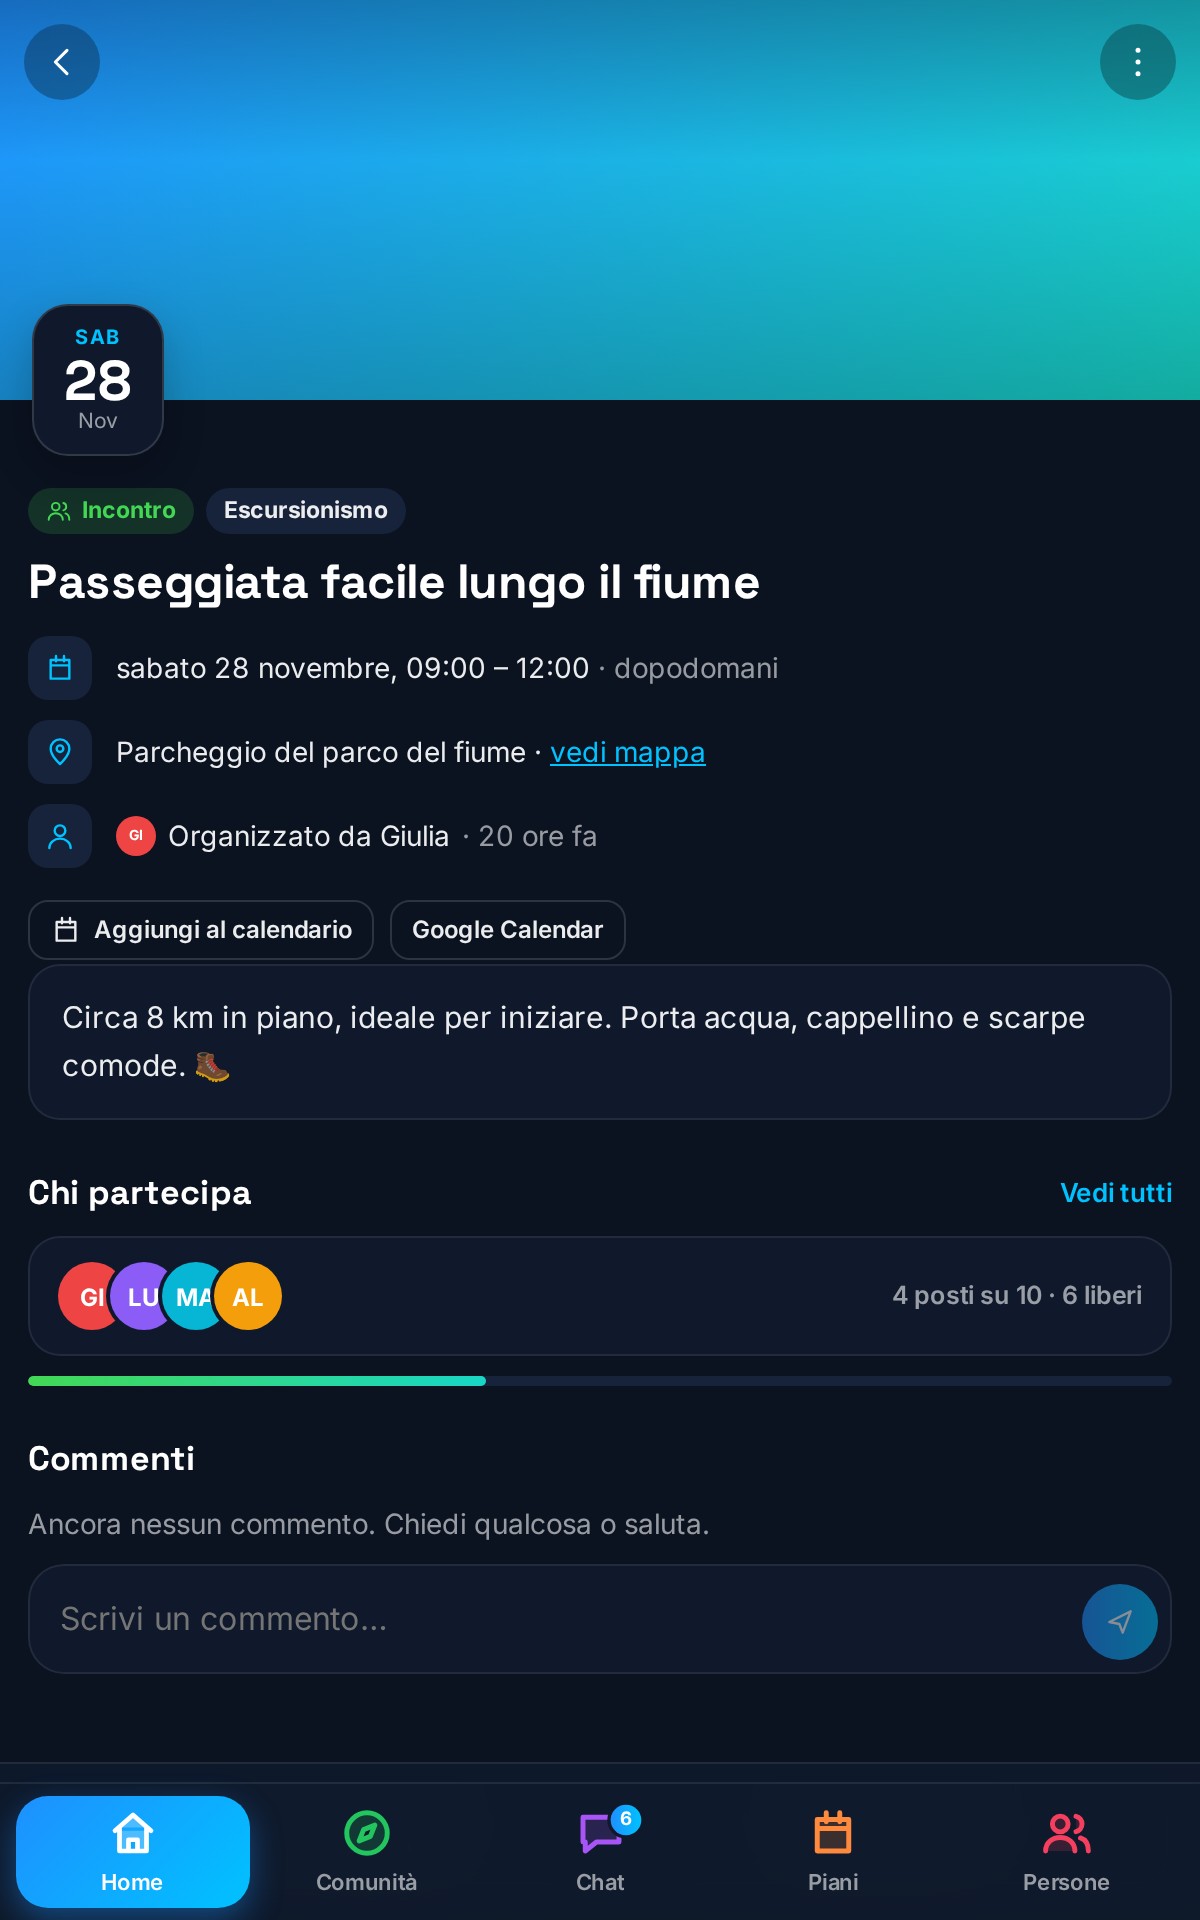 SAB
28
Nov
Incontro
Escursionismo
Passeggiata facile lungo il fiume
sabato 28 novembre, 09:00 – 12:00 · dopodomani
Parcheggio del parco del fiume · vedi mappa
GI Organizzato da Giulia · 20 ore fa
Aggiungi al calendario
Google Calendar
Circa 8 km in piano, ideale per iniziare. Porta acqua, cappellino e scarpe
comode. 🥾
Chi partecipa
Vedi tutti
GI LU MA AL
4 posti su 10 · 6 liberi
Commenti
Ancora nessun commento. Chiedi qualcosa o saluta.
Scrivi un commento...
6
Home
Comunità
Chat
Piani
Persone